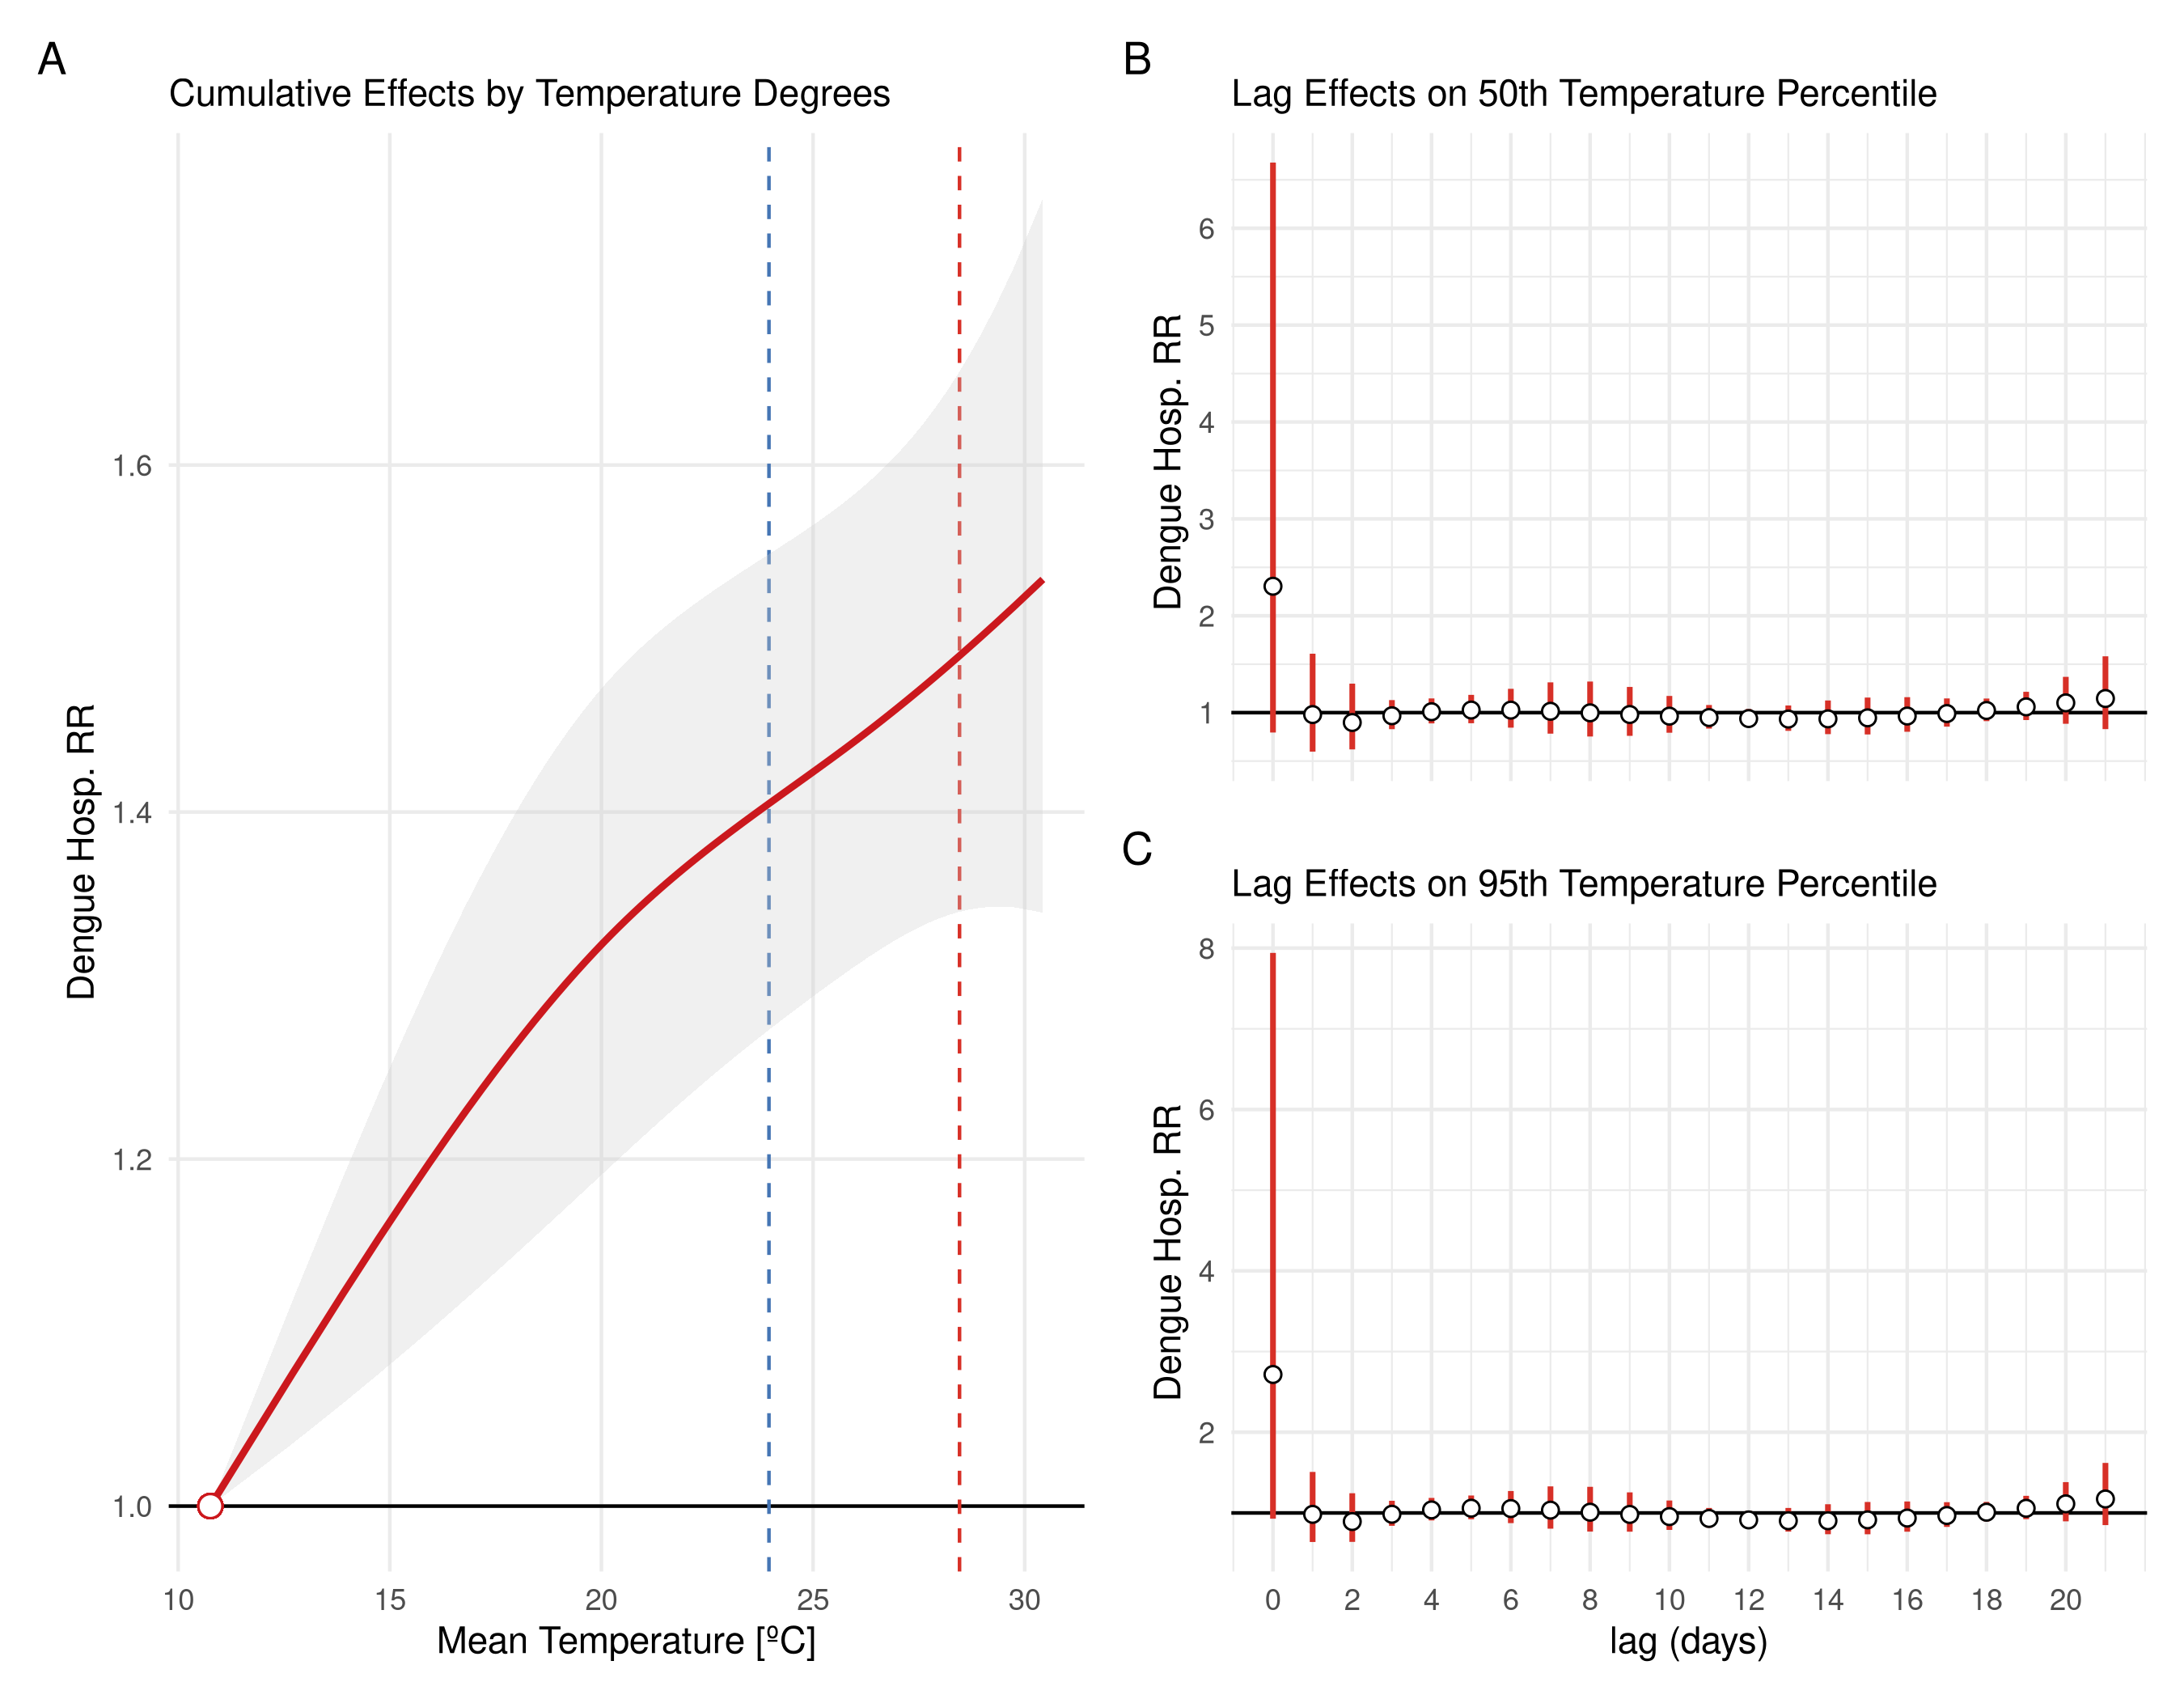 A
Cumulative Effects by Temperature Degrees
Dengue Hosp. RR
1.6
1.4
1.2
1.0
10 15 20 25 30
Mean Temperature [ºC]
B
Lag Effects on 50th Temperature Percentile
Dengue Hosp. RR
6
5
4
3
2
1
C
Lag Effects on 95th Temperature Percentile
Dengue Hosp. RR
8
6
4
2
0 2 4 6 8 10 12 14 16 18 20
lag (days)